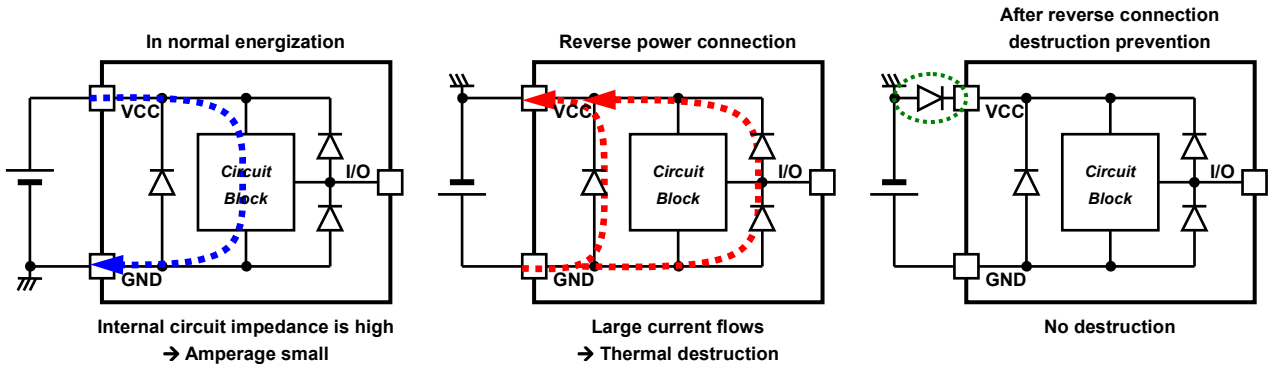 In normal energization
VCC
Circuit
Block
I/O
GND
Internal circuit impedance is high
→ Amperage small
Reverse power connection
VCC
Circuit
Block
I/O
GND
Large current flows
→ Thermal destruction
After reverse connection
destruction prevention
VCC
Circuit
Block
I/O
GND
No destruction